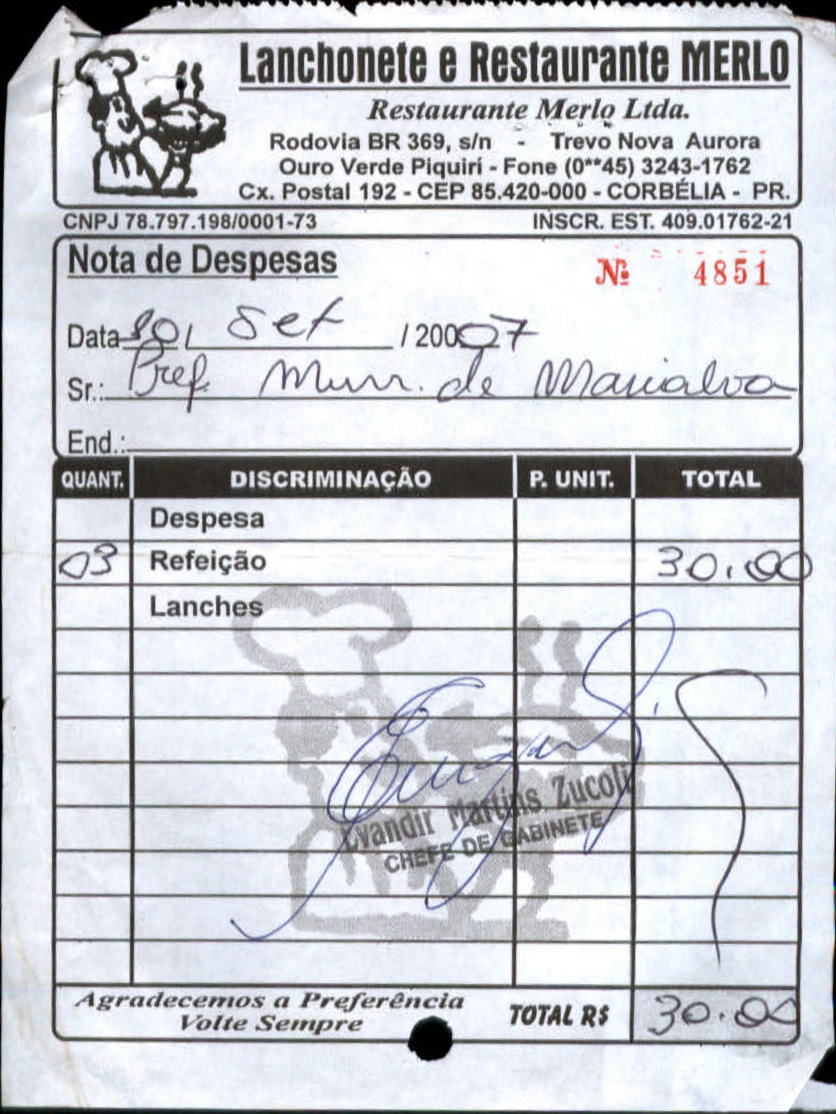 Lanchonete e Restaurante MERLO
Restaurante Merlo Ltda.
Rodovia BR 369, s/n - Trevo Nova Aurora
Ouro Verde Piquiri - Fone (0**45) 3243-1762
Cx. Postal 192 - CEP 85.420-000 - CORBÉLIA - PR.
CNPJ 78.797.198/0001-73 INSCR. EST. 409.01762-21
Nota de Despesas Nº 4851
Data / Set / 20007
Sr.: Pref. Mun. de Marialva
End.:
QUANT. DISCRIMINAÇÃO P. UNIT. TOTAL
Despesa
03 Refeição 30,00
Lanches
Evandir Martins Zucoli
CHEFE DE GABINETE
Agradecemos a Preferência
Volte Sempre
TOTAL R$ 30.00